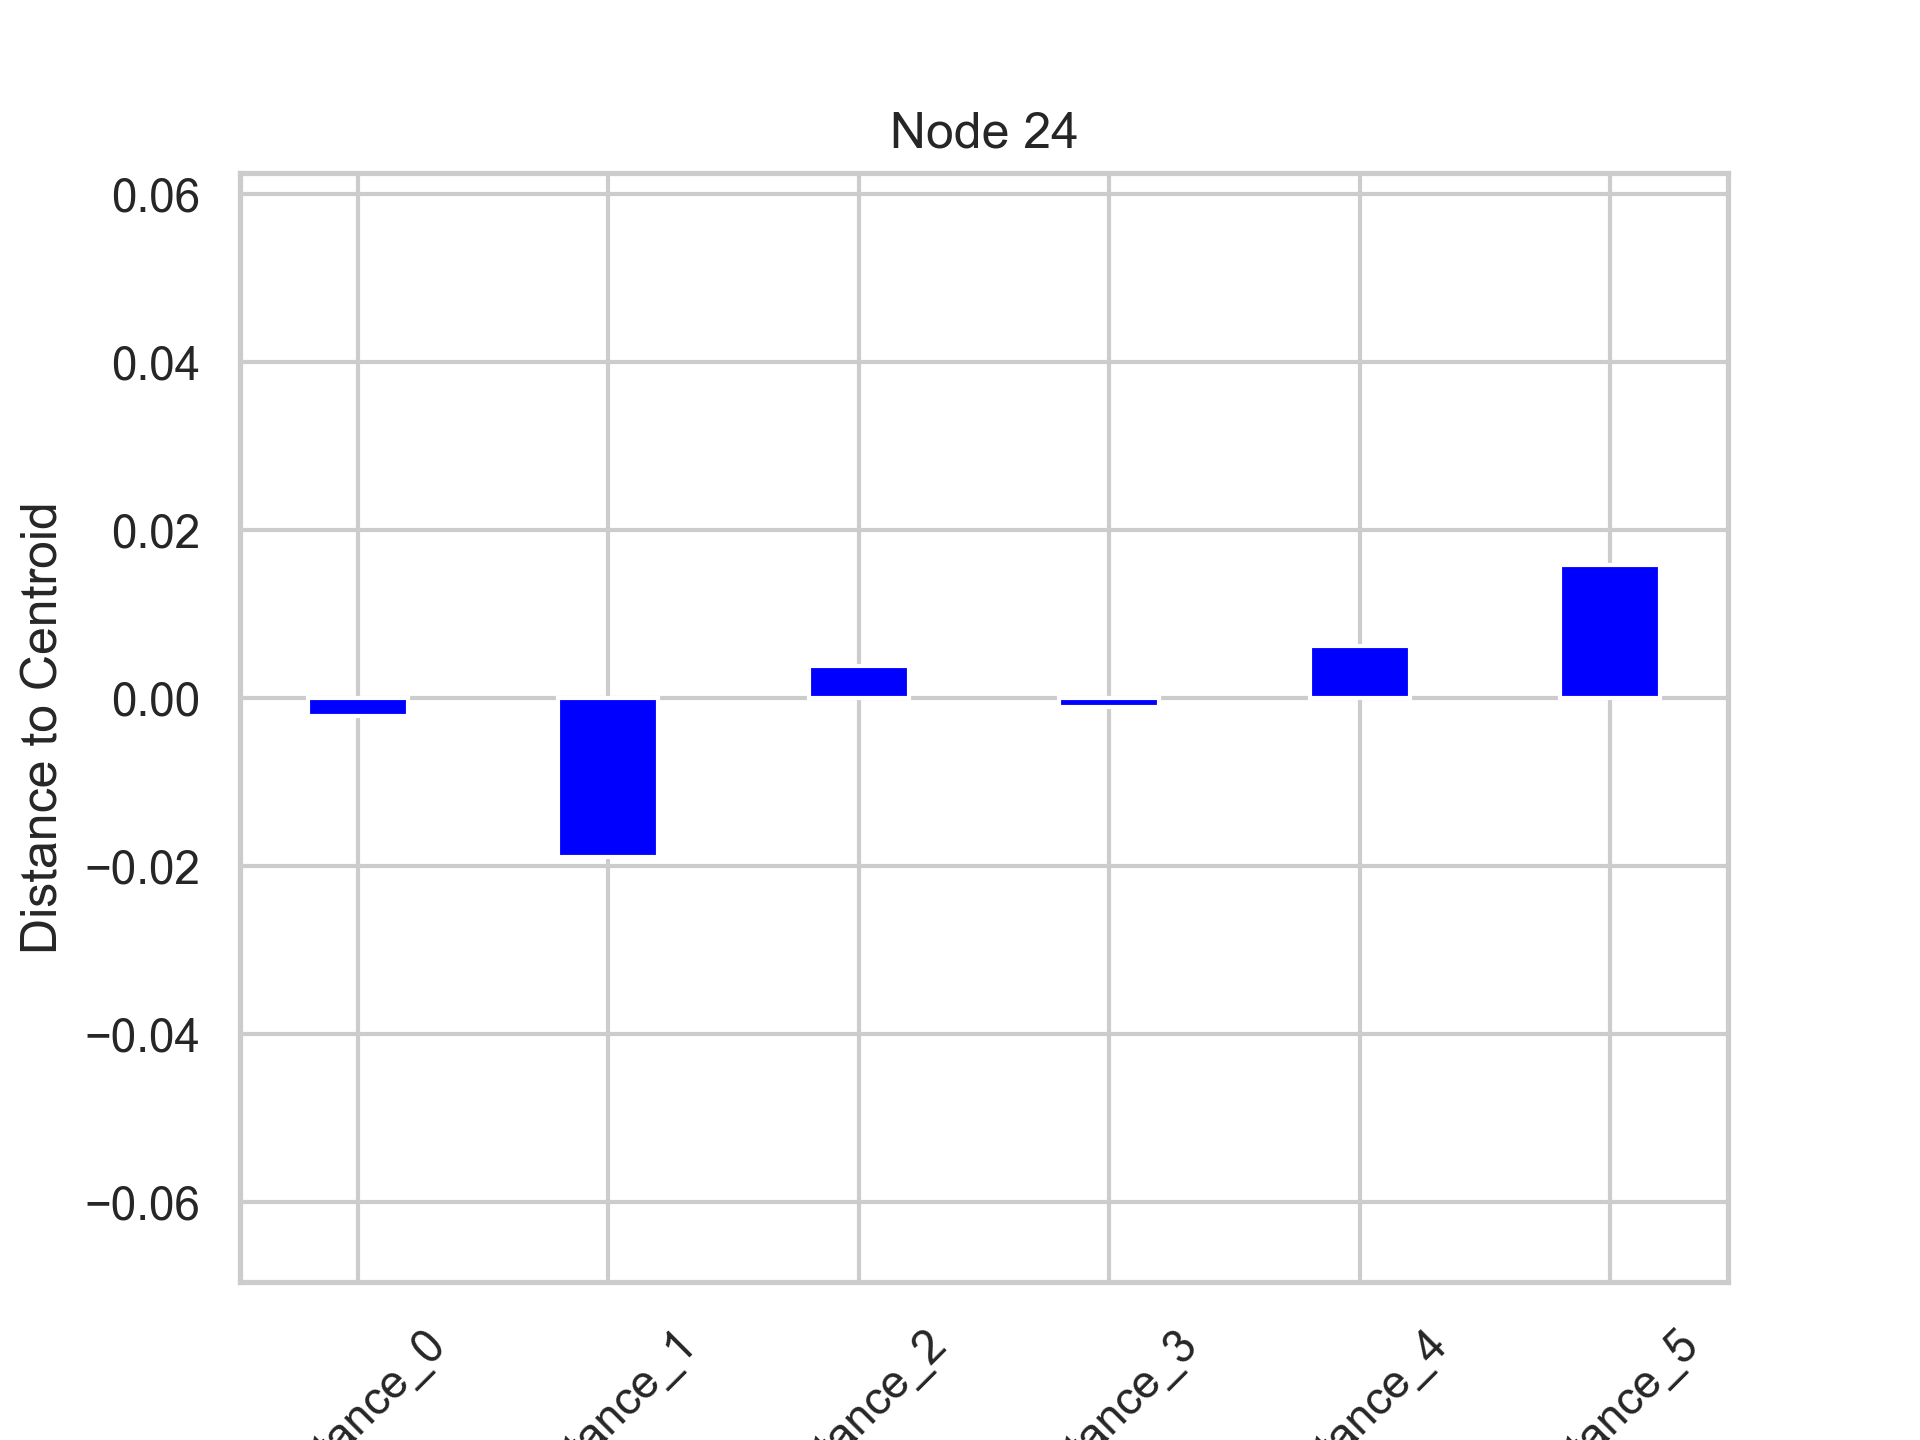 Node 24
0.06
0.04
0.02
0.00
−0.02
−0.04
−0.06
Distance to Centroid
tance_0
tance_1
tance_2
tance_3
tance_4
tance_5